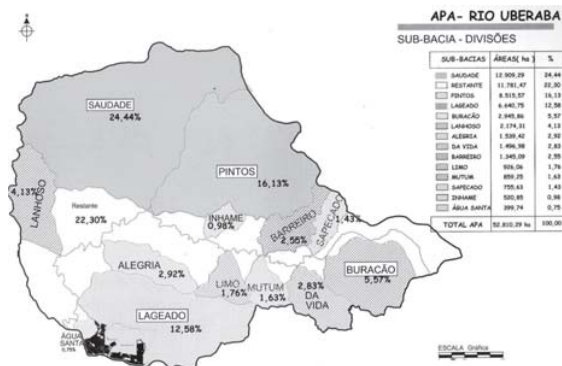 APA- RIO UBERABA
SUB-BACIA - DIVISÕES
SUB-BACIAS ÁREAS( ha ) %
SAUDADE 12.909,29 24,44
RESTANTE 11.781,47 22,30
PINTOS 8.515,57 16,13
LAGEADO 6.640,75 12,58
BURACÃO 2.945,86 5,57
LANHOSO 2.174,31 4,13
ALEGRIA 1.539,42 2,92
DA VIDA 1.496,98 2,83
BARREIRO 1.345,09 2,55
LIMO 926,06 1,76
MUTUM 859,25 1,63
SAPECADO 755,63 1,43
INHAME 520,85 0,98
ÁGUA SANTA 399,74 0,75
TOTAL APA 52.810,29 ha 100,00
SAUDADE
24,44%
PINTOS
16,13%
4,13%
LANHOSO
Restante
22,30%
INHAME
0,98%
BARREIRO
2,55%
SAPECADO
1,43%
ALEGRIA
2,92%
LIMO
1,76%
MUTUM
1,63%
2,83%
DA VIDA
BURACÃO
5,57%
LAGEADO
12,58%
ÁGUA
SANTA
0,75%
ESCALA Gráfica